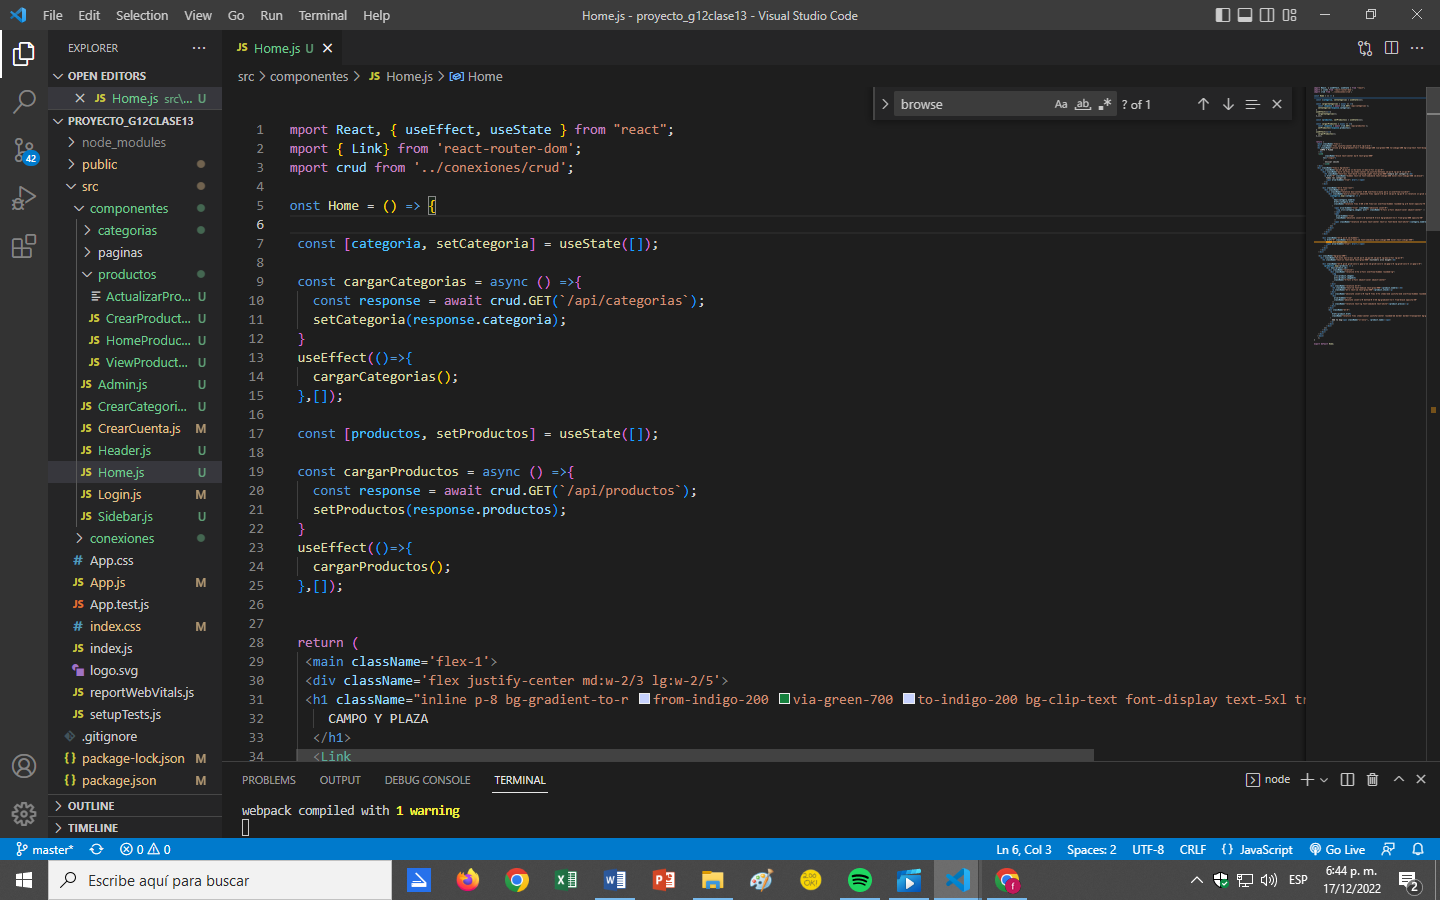 File Edit Selection View Go Run Terminal Help
Home.js - proyecto_g12clase13 - Visual Studio Code
EXPLORER
OPEN EDITORS
Home.js src\... U
PROYECTO_G12CLASE13
node_modules
public
src
componentes
categorias
paginas
productos
ActualizarPro... U
CrearProduct... U
HomeProduc... U
ViewProduct... U
Admin.js U
CrearCategori... U
CrearCuenta.js M
Header.js U
Home.js U
Login.js M
Sidebar.js U
conexiones
App.css
App.js M
App.test.js
index.css M
index.js
logo.svg
reportWebVitals.js
setupTests.js
.gitignore
package-lock.json M
package.json M
OUTLINE
TIMELINE
42
JS Home.js U
src > componentes > JS Home.js > Home
browse
Aa ab .* ? of 1
1 mport React, { useEffect, useState } from "react";
2 mport { Link} from 'react-router-dom';
3 mport crud from '../conexiones/crud';
4
5 onst Home = () => {
6
7 const [categoria, setCategoria] = useState([]);
8
9 const cargarCategorias = async () =>{
10 const response = await crud.GET(`/api/categorias`);
11 setCategoria(response.categoria);
12 }
13 useEffect(()=>{
14 cargarCategorias();
15 },[]);
16
17 const [productos, setProductos] = useState([]);
18
19 const cargarProductos = async () =>{
20 const response = await crud.GET(`/api/productos`);
21 setProductos(response.productos);
22 }
23 useEffect(()=>{
24 cargarProductos();
25 },[]);
26
27
28 return (
29 <main className='flex-1'>
30 <div className='flex justify-center md:w-2/3 lg:w-2/5'>
31 <h1 className="inline p-8 bg-gradient-to-r from-indigo-200 via-green-700 to-indigo-200 bg-clip-text font-display text-5xl tr
32 CAMPO Y PLAZA
33 </h1>
34 <Link
PROBLEMS OUTPUT DEBUG CONSOLE TERMINAL
node
webpack compiled with 1 warning
master* 0 0
Ln 6, Col 3 Spaces: 2 UTF-8 CRLF {} JavaScript Go Live
Escribe aquí para buscar
ESP
6:44 p. m.
17/12/2022
2